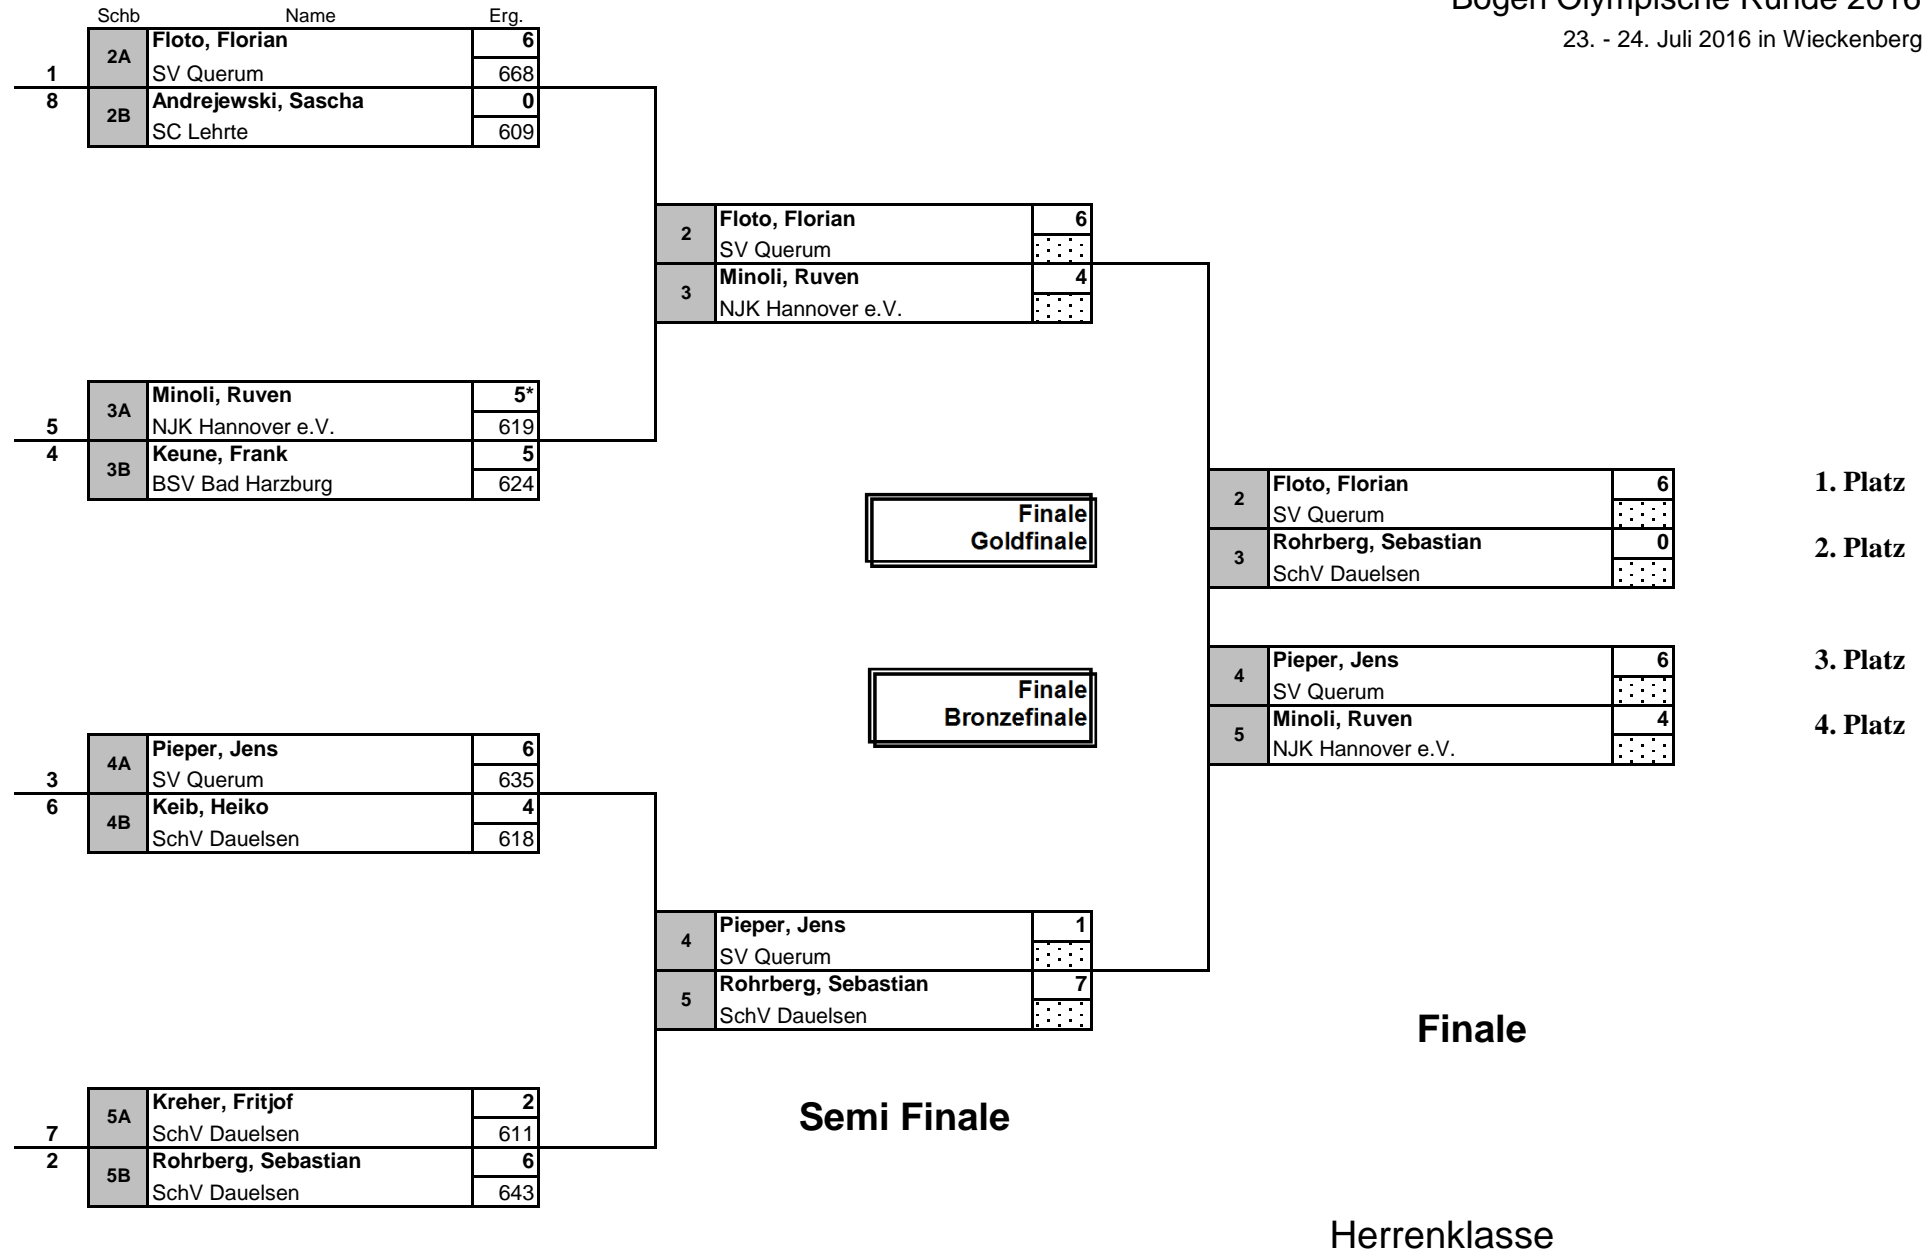 Bogen Olympische Runde 2016
23. - 24. Juli 2016 in Wieckenberg
Schb Name Erg.
2A Floto, Florian 6
1 SV Querum 668
8 2B Andrejewski, Sascha 0
SC Lehrte 609
2 Floto, Florian 6
SV Querum
3 Minoli, Ruven 4
NJK Hannover e.V.
3A Minoli, Ruven 5*
5 NJK Hannover e.V. 619
4 3B Keune, Frank 5
BSV Bad Harzburg 624
Finale
Goldfinale
2 Floto, Florian 6 1. Platz
SV Querum
3 Rohrberg, Sebastian 0 2. Platz
SchV Dauelsen
Finale
Bronzefinale
4 Pieper, Jens 6 3. Platz
SV Querum
5 Minoli, Ruven 4 4. Platz
NJK Hannover e.V.
4A Pieper, Jens 6
3 SV Querum 635
6 4B Keib, Heiko 4
SchV Dauelsen 618
4 Pieper, Jens 1
SV Querum
5 Rohrberg, Sebastian 7
SchV Dauelsen
Finale
5A Kreher, Fritjof 2
7 SchV Dauelsen 611
2 5B Rohrberg, Sebastian 6
SchV Dauelsen 643
Semi Finale
Herrenklasse